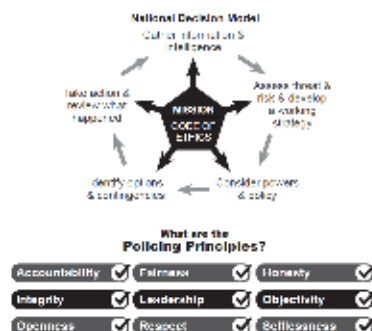 National Decision Model
Gather information &
intelligence
Assess threat &
risk & develop
a working
strategy
Take action &
review what
happened
MISSION
CODE OF
ETHICS
Identify options
& contingencies
Consider powers
& policy
What are the
Policing Principles?
Accountability Fairness Honesty
Integrity Leadership Objectivity
Openness Respect Selflessness